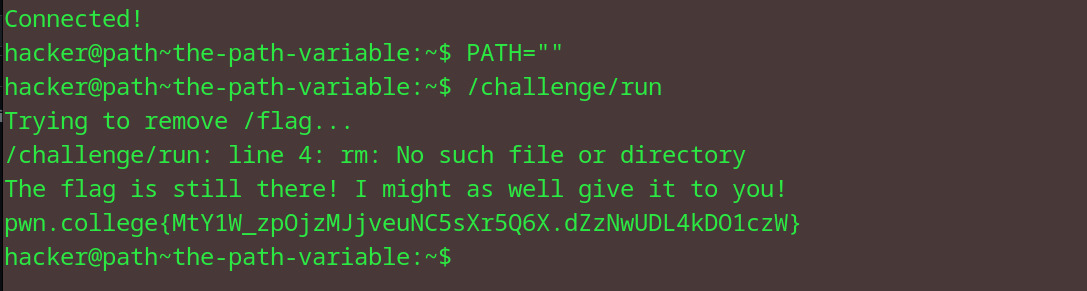 Connected!
hacker@path~the-path-variable:~$ PATH=""
hacker@path~the-path-variable:~$ /challenge/run
Trying to remove /flag...
/challenge/run: line 4: rm: No such file or directory
The flag is still there! I might as well give it to you!
pwn.college{MtY1W_zpOjzMJjveuNC5sXr5Q6X.dZzNwUDL4kDO1czW}
hacker@path~the-path-variable:~$